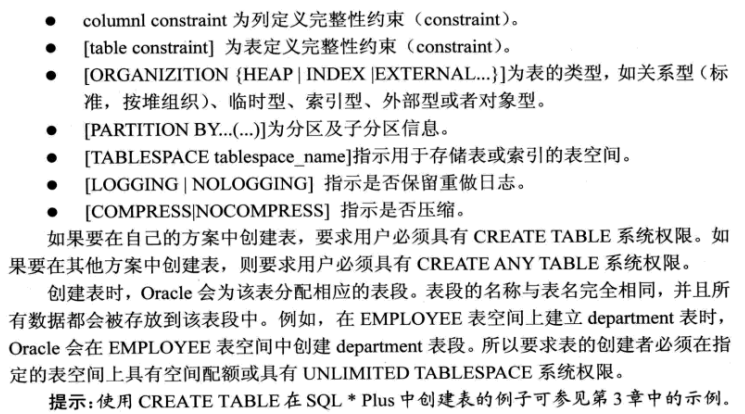 ● columnl constraint 为列定义完整性约束（constraint）。
● [table constraint] 为表定义完整性约束（constraint）。
● [ORGANIZITION {HEAP | INDEX |EXTERNAL...}]为表的类型，如关系型（标
准，按堆组织）、临时型、索引型、外部型或者对象型。
● [PARTITION BY...(...)]为分区及子分区信息。
● [TABLESPACE tablespace_name]指示用于存储表或索引的表空间。
● [LOGGING | NOLOGGING] 指示是否保留重做日志。
● [COMPRESS|NOCOMPRESS] 指示是否压缩。
如果要在自己的方案中创建表，要求用户必须具有 CREATE TABLE 系统权限。如
果要在其他方案中创建表，则要求用户必须具有 CREATE ANY TABLE 系统权限。
创建表时，Oracle 会为该表分配相应的表段。表段的名称与表名完全相同，并且所
有数据都会被存放到该表段中。例如，在 EMPLOYEE 表空间上建立 department 表时，
Oracle 会在 EMPLOYEE 表空间中创建 department 表段。所以要求表的创建者必须在指
定的表空间上具有空间配额或具有 UNLIMITED TABLESPACE 系统权限。
提示：使用 CREATE TABLE 在 SQL * Plus 中创建表的例子可参见第 3 章中的示例。